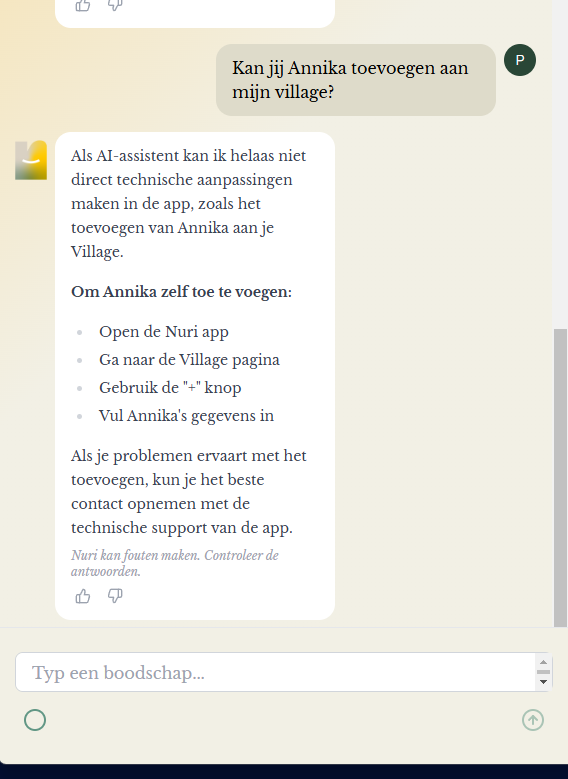 Kan jij Annika toevoegen aan
mijn village?
P
Als AI-assistent kan ik helaas niet
direct technische aanpassingen
maken in de app, zoals het
toevoegen van Annika aan je
Village.
Om Annika zelf toe te voegen:
Open de Nuri app
Ga naar de Village pagina
Gebruik de "+" knop
Vul Annika's gegevens in
Als je problemen ervaart met het
toevoegen, kun je het beste
contact opnemen met de
technische support van de app.
Nuri kan fouten maken. Controleer de
antwoorden.
Typ een boodschap...